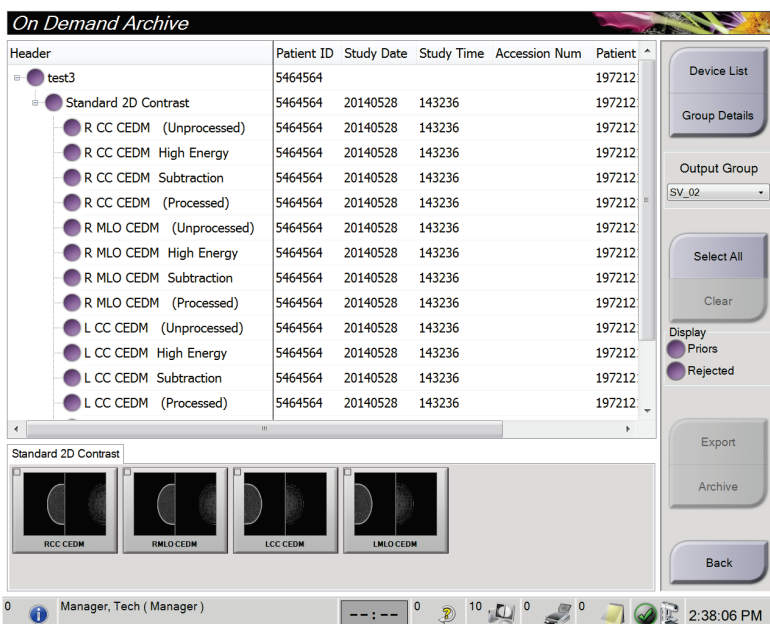 On Demand Archive
Header Patient ID Study Date Study Time Accession Num Patient
test3 5464564 197212
Standard 2D Contrast 5464564 20140528 143236 197212
R CC CEDM (Unprocessed) 5464564 20140528 143236 197212
R CC CEDM High Energy 5464564 20140528 143236 197212
R CC CEDM Subtraction 5464564 20140528 143236 197212
R CC CEDM (Processed) 5464564 20140528 143236 197212
R MLO CEDM (Unprocessed) 5464564 20140528 143236 197212
R MLO CEDM High Energy 5464564 20140528 143236 197212
R MLO CEDM Subtraction 5464564 20140528 143236 197212
R MLO CEDM (Processed) 5464564 20140528 143236 197212
L CC CEDM (Unprocessed) 5464564 20140528 143236 197212
L CC CEDM High Energy 5464564 20140528 143236 197212
L CC CEDM Subtraction 5464564 20140528 143236 197212
L CC CEDM (Processed) 5464564 20140528 143236 197212
Device List
Group Details
Output Group
SV_02
Select All
Clear
Display
Priors
Rejected
Export
Archive
Back
Standard 2D Contrast
RCC CEDM RMLO CEDM LCC CEDM LMLO CEDM
0 Manager, Tech ( Manager ) --:-- 0 10 0 0 2:38:06 PM